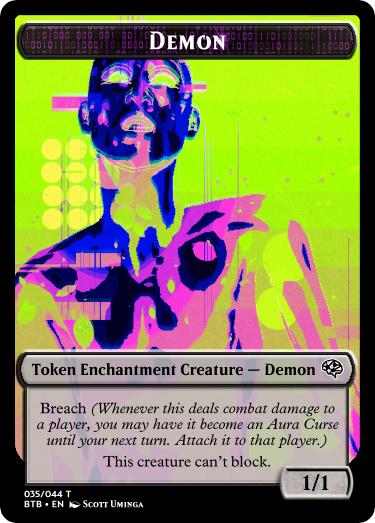 Demon
Token Enchantment Creature — Demon
Breach (Whenever this deals combat damage to
a player, you may have it become an Aura Curse
until your next turn. Attach it to that player.)
This creature can't block.
1/1
035/044 T
BTB • EN Scott Uminga